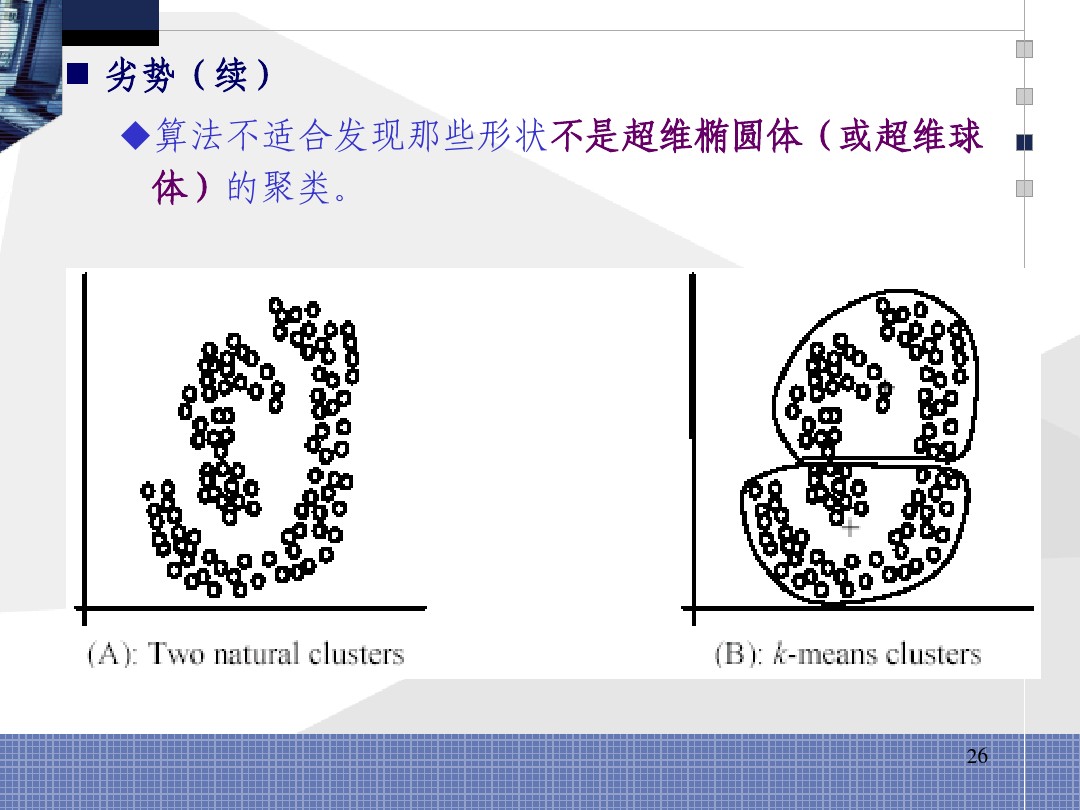 劣势（续）
算法不适合发现那些形状不是超维椭圆体（或超维球
体）的聚类。
(A): Two natural clusters
(B): k-means clusters
26